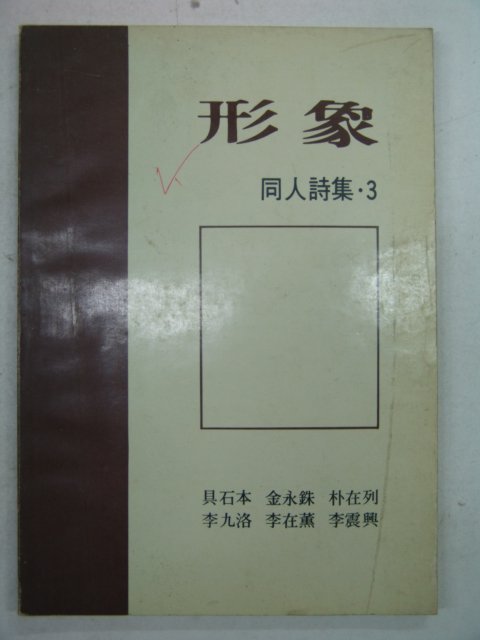 形象
同人詩集·3
具石本 金永銖 朴在列
李九洛 李在薫 李震興